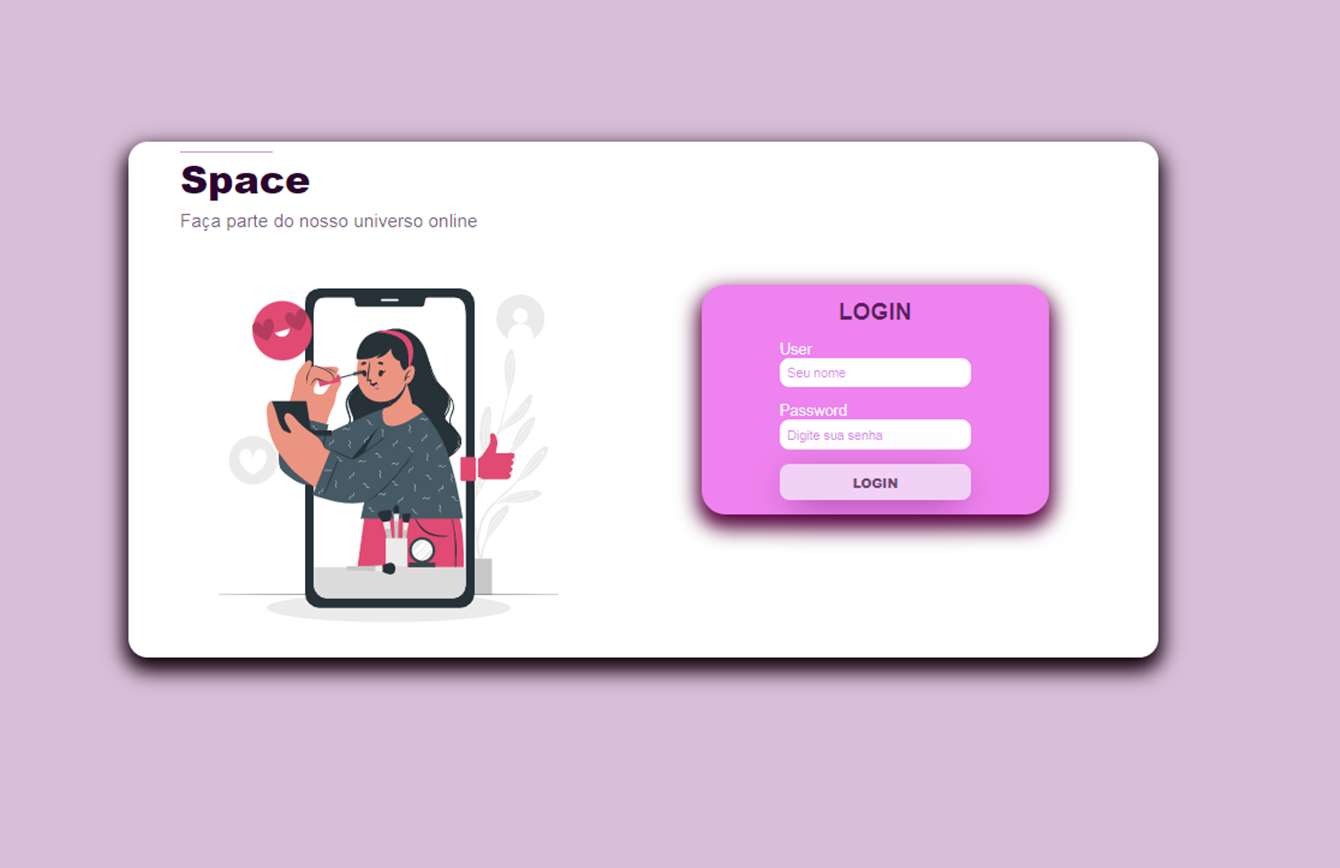 Space
Faça parte do nosso universo online
LOGIN
User
Seu nome
Password
Digite sua senha
LOGIN